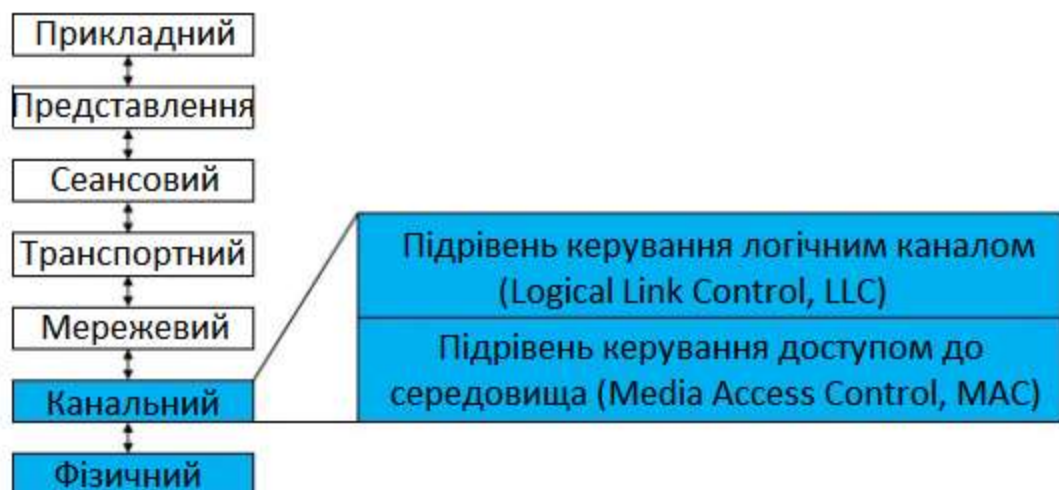 Прикладний
Представлення
Сеансовий
Транспортний
Мережевий
Канальний
Фізичний
Підрівень керування логічним каналом
(Logical Link Control, LLC)
Підрівень керування доступом до
середовища (Media Access Control, MAC)